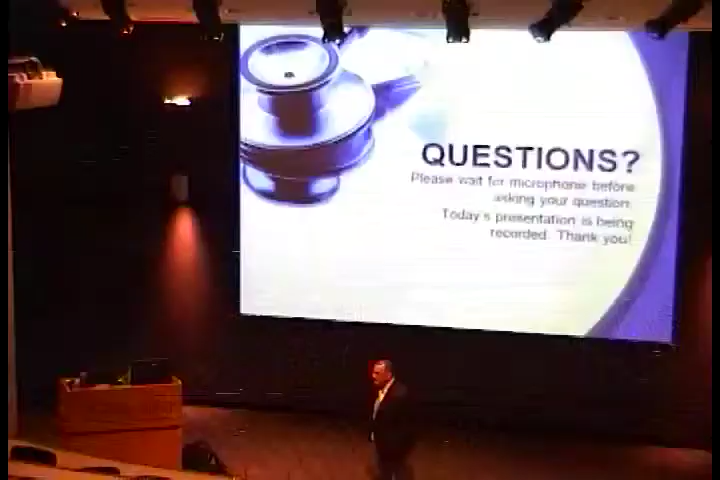 QUESTIONS?
Please wait for microphone before
asking your question.
Today's presentation is being
recorded. Thank you!